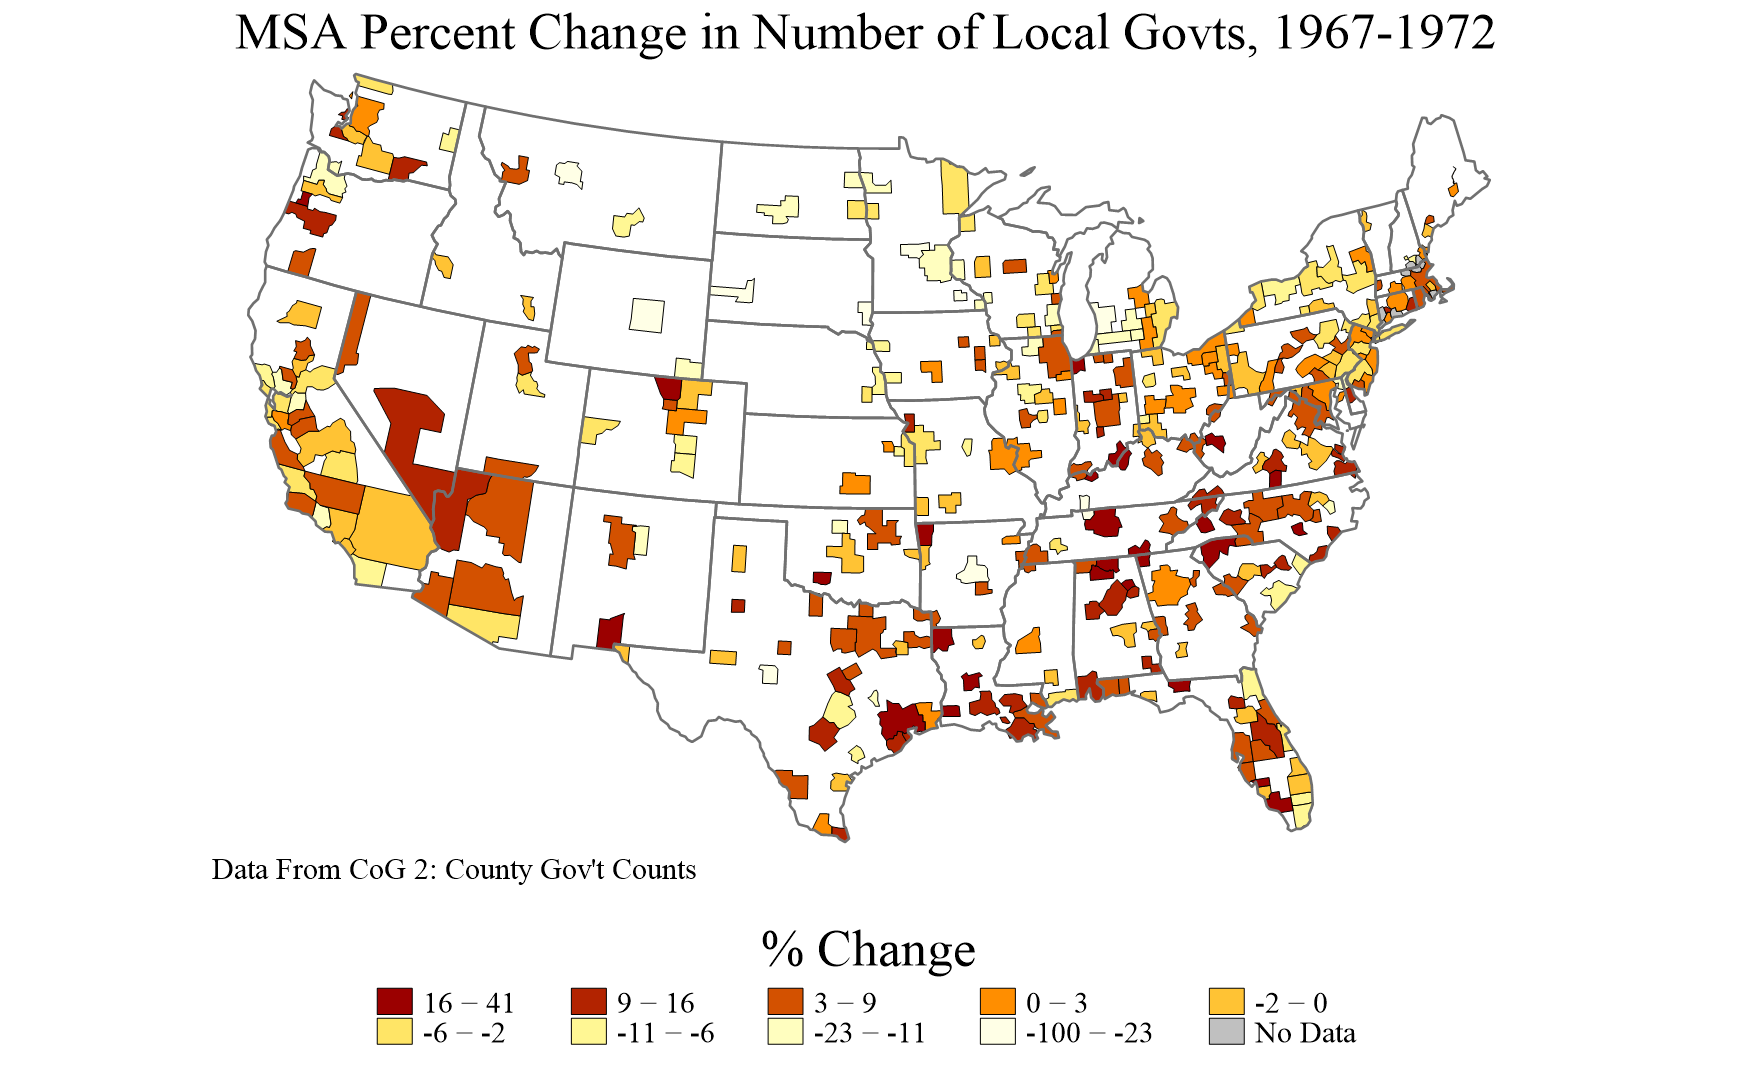 MSA Percent Change in Number of Local Govts, 1967-1972
Data From CoG 2: County Gov't Counts
% Change
16 – 41 9 – 16 3 – 9 0 – 3 -2 – 0
-6 – -2 -11 – -6 -23 – -11 -100 – -23 No Data